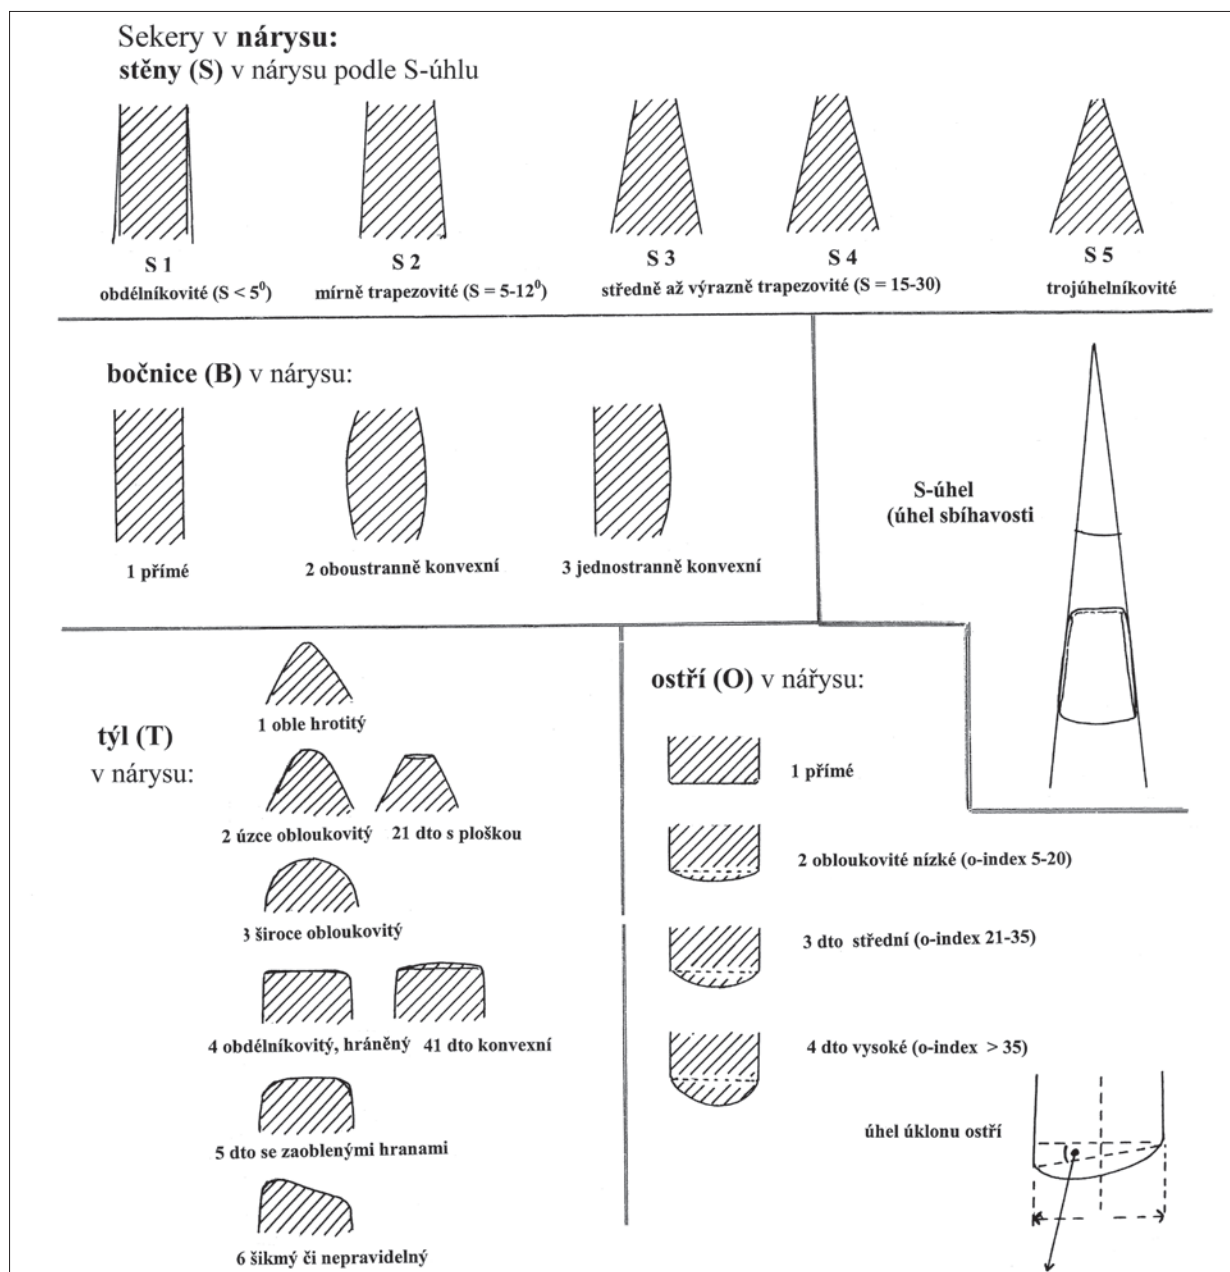 Sekery v nárysu:
stěny (S) v nárysu podle S-úhlu
S 1
obdélníkovité (S < 5⁰)
S 2
mírně trapezovité (S = 5-12⁰)
S 3
S 4
středně až výrazně trapezovité (S = 15-30)
S 5
trojúhelníkovité
bočnice (B) v nárysu:
1 přímé
2 oboustranně konvexní
3 jednostranně konvexní
S-úhel
(úhel sbíhavosti
týl (T)
v nárysu:
1 oble hrotitý
2 úzce obloukovitý
21 dto s ploškou
3 široce obloukovitý
4 obdélníkovitý, hráněný
41 dto konvexní
5 dto se zaoblenými hranami
6 šikmý či nepravidelný
ostří (O) v nářysu:
1 přímé
2 obloukovité nízké (o-index 5-20)
3 dto střední (o-index 21-35)
4 dto vysoké (o-index > 35)
úhel úklonu ostří